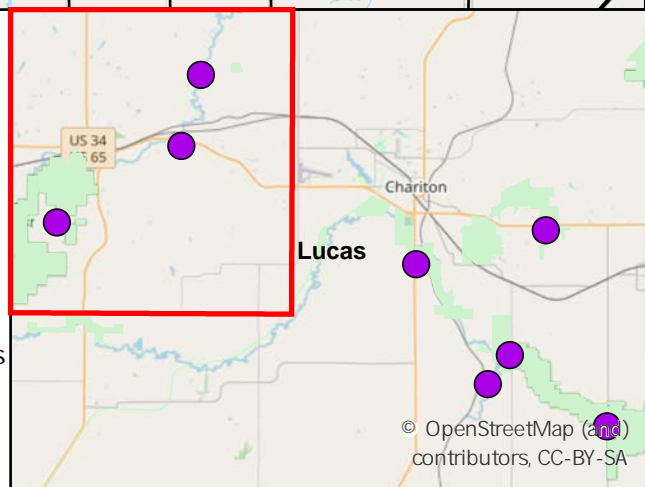 US 34
US 65
Chariton
Lucas
s
© OpenStreetMap (and)
contributors, CC-BY-SA